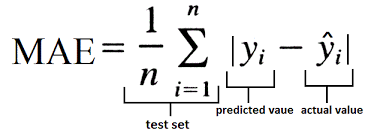 MAE = 1/n n∑i=1 |yi − ŷi|
predicted vaue actual value
test set